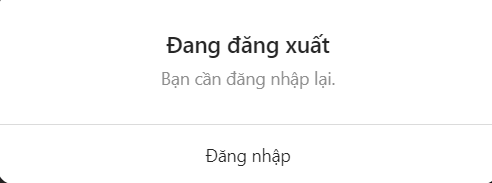 Đang đăng xuất
Bạn cần đăng nhập lại.
Đăng nhập